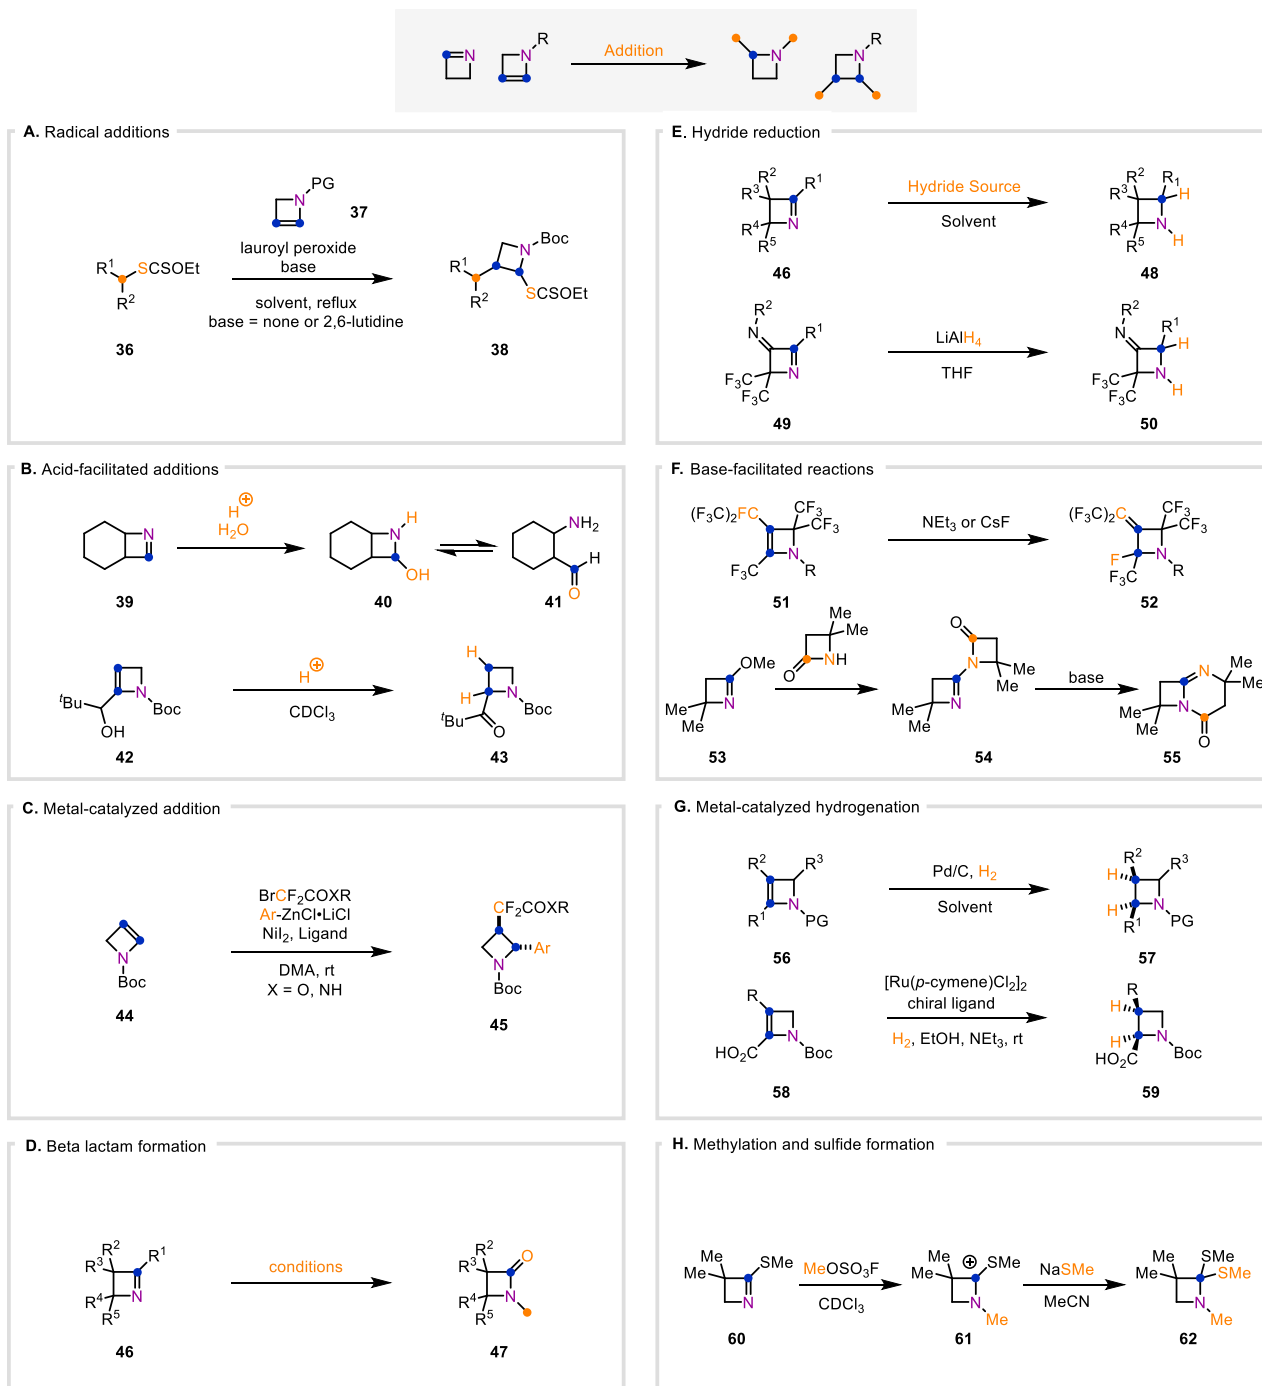 N
N
R
Addition
N
N
R
A. Radical additions
N
PG
37
lauroyl peroxide
base
solvent, reflux
base = none or 2,6-lutidine
R¹
SCSOEt
R²
36
N
Boc
R¹
R²
SCSOEt
38
B. Acid-facilitated additions
N
39
H⊕
H₂O
H
N
OH
40
NH₂
H
O
41
N
Boc
ᵗBu
OH
42
H⊕
CDCl₃
H
H
N
Boc
ᵗBu
O
43
C. Metal-catalyzed addition
N
Boc
44
BrCF₂COXR
Ar-ZnCl•LiCl
NiI₂, Ligand
DMA, rt
X = O, NH
CF₂COXR
Ar
N
Boc
45
D. Beta lactam formation
R²
R³
R¹
R⁴
N
R⁵
46
conditions
R²
R³
O
R⁴
N
R⁵
47
E. Hydride reduction
R²
R³
R¹
R⁴
N
R⁵
46
Hydride Source
Solvent
R²
R³
R₁
H
R⁴
N
R⁵
H
48
R²
N
R¹
F₃C
N
F₃C
49
LiAlH₄
THF
R²
N
R¹
H
F₃C
N
F₃C
H
50
F. Base-facilitated reactions
(F₃C)₂FC
CF₃
CF₃
N
F₃C
R
51
NEt₃ or CsF
(F₃C)₂C
CF₃
CF₃
F
N
F₃C
R
52
OMe
N
Me
Me
53
Me
Me
O
NH
O
N
Me
Me
N
Me
Me
54
base
N
Me
Me
Me
N
Me
O
55
G. Metal-catalyzed hydrogenation
R²
R³
R¹
N
PG
56
Pd/C, H₂
Solvent
R²
R³
H
H
N
R¹
PG
57
R
N
HO₂C
Boc
58
[Ru(p-cymene)Cl₂]₂
chiral ligand
H₂, EtOH, NEt₃, rt
R
H
H
N
HO₂C
Boc
59
H. Methylation and sulfide formation
Me
Me
SMe
N
60
MeOSO₃F
CDCl₃
Me
⊕
SMe
Me
N
Me
61
NaSMe
MeCN
Me
SMe
Me
SMe
N
Me
62